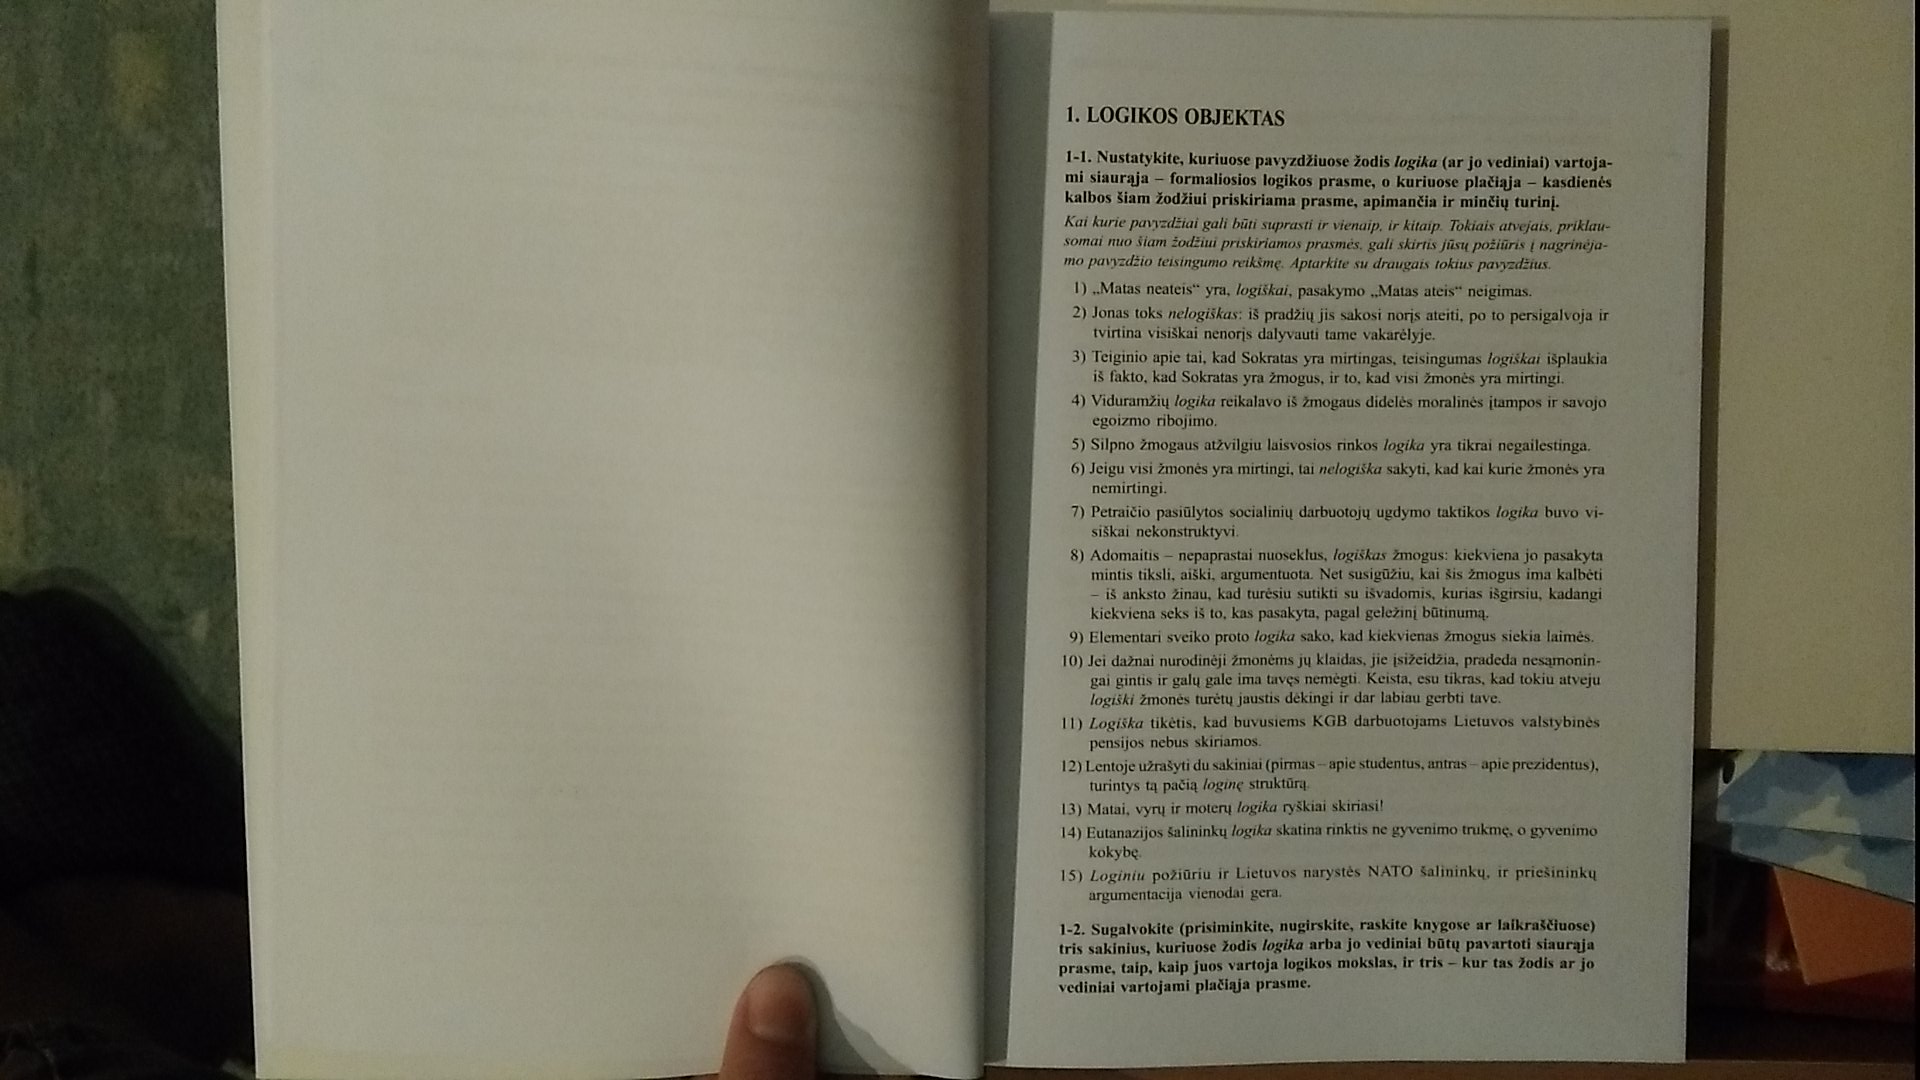 1. LOGIKOS OBJEKTAS
1-1. Nustatykite, kuriuose pavyzdžiuose žodis logika (ar jo vediniai) vartoja-
mi siaurąja – formaliosios logikos prasme, o kuriuose plačiąja – kasdienės
kalbos šiam žodžiui priskiriama prasme, apimančia ir minčių turinį.
Kai kurie pavyzdžiai gali būti suprasti ir vienaip, ir kitaip. Tokiais atvejais, priklau-
somai nuo šiam žodžiui priskiriamos prasmės, gali skirtis jūsų požiūris į nagrinėja-
mo pavyzdžio teisingumo reikšmę. Aptarkite su draugais tokius pavyzdžius.
1) „Matas neateis“ yra, logiškai, pasakymo „Matas ateis“ neigimas.
2) Jonas toks nelogiškas: iš pradžių jis sakosi norįs ateiti, po to persigalvoja ir
tvirtina visiškai nenorįs dalyvauti tame vakarėlyje.
3) Teiginio apie tai, kad Sokratas yra mirtingas, teisingumas logiškai išplaukia
iš fakto, kad Sokratas yra žmogus, ir to, kad visi žmonės yra mirtingi.
4) Viduramžių logika reikalavo iš žmogaus didelės moralinės įtampos ir savojo
egoizmo ribojimo.
5) Silpno žmogaus atžvilgiu laisvosios rinkos logika yra tikrai negailestinga.
6) Jeigu visi žmonės yra mirtingi, tai nelogiška sakyti, kad kai kurie žmonės yra
nemirtingi.
7) Petraičio pasiūlytos socialinių darbuotojų ugdymo taktikos logika buvo vi-
siškai nekonstruktyvi.
8) Adomaitis – nepaprastai nuoseklus, logiškas žmogus: kiekviena jo pasakyta
mintis tiksli, aiški, argumentuota. Net susigūžiu, kai šis žmogus ima kalbėti
– iš anksto žinau, kad turėsiu sutikti su išvadomis, kurias išgirsiu, kadangi
kiekviena seks iš to, kas pasakyta, pagal geležinį būtinumą.
9) Elementari sveiko proto logika sako, kad kiekvienas žmogus siekia laimės.
10) Jei dažnai nurodinėji žmonėms jų klaidas, jie įsižeidžia, pradeda nesąmonin-
gai gintis ir galų gale ima tavęs nemėgti. Keista, esu tikras, kad tokiu atveju
logiški žmonės turėtų jaustis dėkingi ir dar labiau gerbti tave.
11) Logiška tikėtis, kad buvusiems KGB darbuotojams Lietuvos valstybinės
pensijos nebus skiriamos.
12) Lentoje užrašyti du sakiniai (pirmas – apie studentus, antras – apie prezidentus),
turintys tą pačią loginę struktūrą.
13) Matai, vyrų ir moterų logika ryškiai skiriasi!
14) Eutanazijos šalininkų logika skatina rinktis ne gyvenimo trukmę, o gyvenimo
kokybę.
15) Loginiu požiūriu ir Lietuvos narystės NATO šalininkų, ir priešininkų
argumentacija vienodai gera.
1-2. Sugalvokite (prisiminkite, nugirskite, raskite knygose ar laikraščiuose)
tris sakinius, kuriuose žodis logika arba jo vediniai būtų pavartoti siaurąja
prasme, taip, kaip juos vartoja logikos mokslas, ir tris – kur tas žodis ar jo
vediniai vartojami plačiąja prasme.